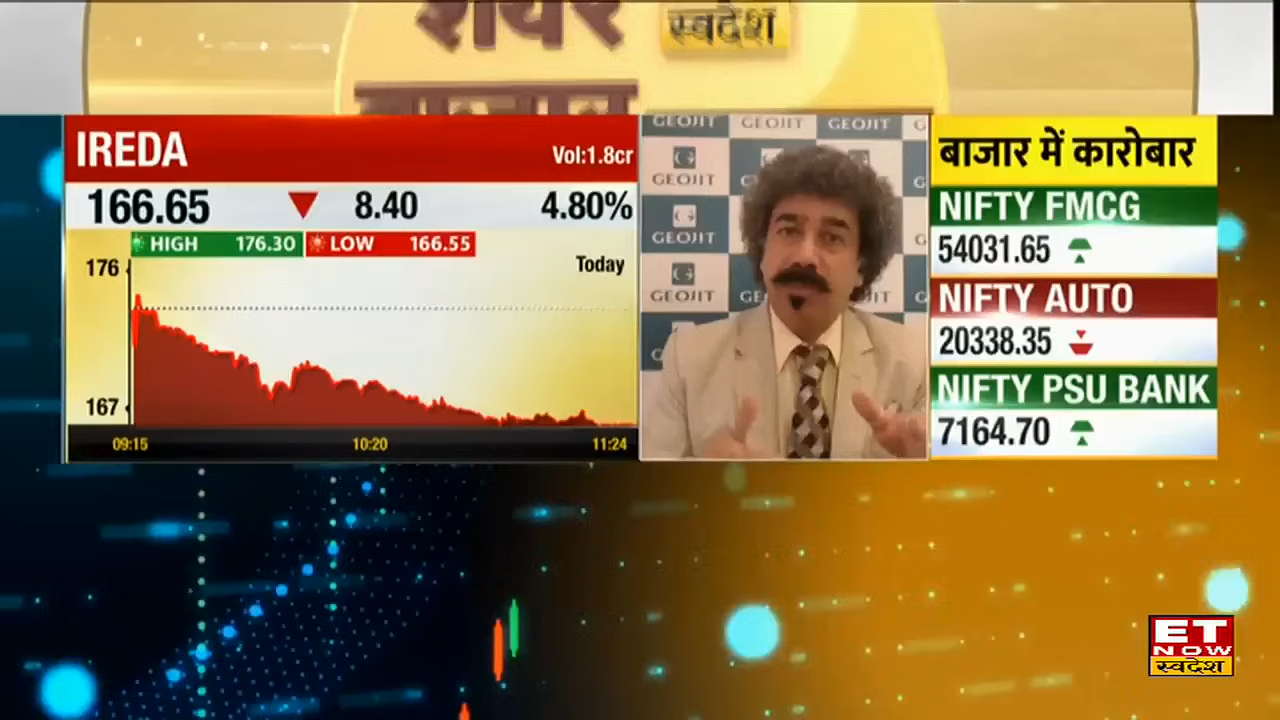 शेयर
स्वदेश
IREDA
Vol:1.8cr
166.65 8.40 4.80%
HIGH 176.30 LOW 166.55
Today
176
167
09:15 10:20 11:24
GEOJIT GEOJIT GEOJIT
GEOJIT
GEOJIT
GEOJIT
बाजार में कारोबार
NIFTY FMCG
54031.65
NIFTY AUTO
20338.35
NIFTY PSU BANK
7164.70
ET
NOW
स्वदेश